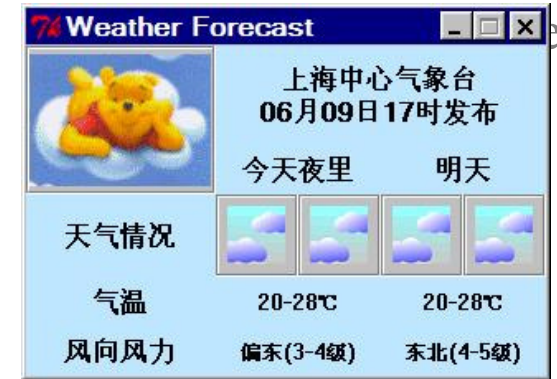 Weather Forecast
上海中心气象台
06月09日17时发布
今天夜里 明天
天气情况
气温 20-28℃ 20-28℃
风向风力 偏东(3-4级) 东北(4-5级)